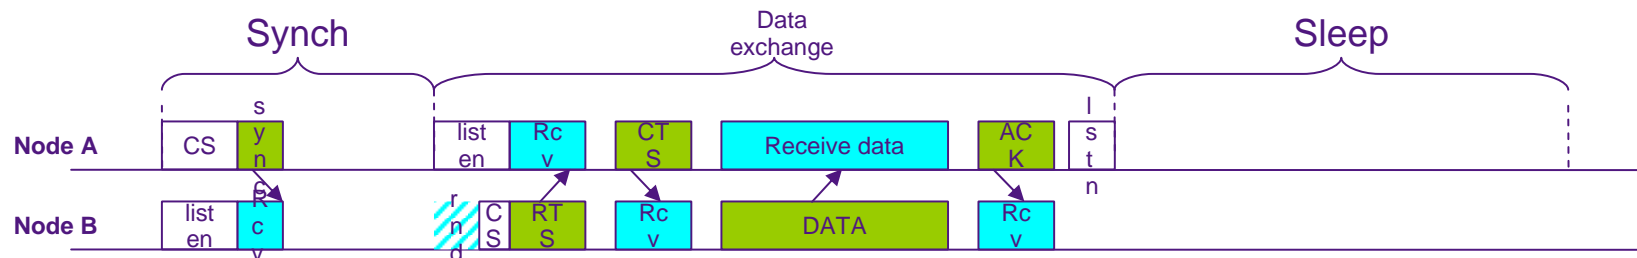 Synch
Data
exchange
Sleep
Node A
CS
s
y
n
c
list
en
Rc
v
CT
S
Receive data
AC
K
l
s
t
n
Node B
list
en
R
c
v
r
n
d
C
S
RT
S
Rc
v
DATA
Rc
v